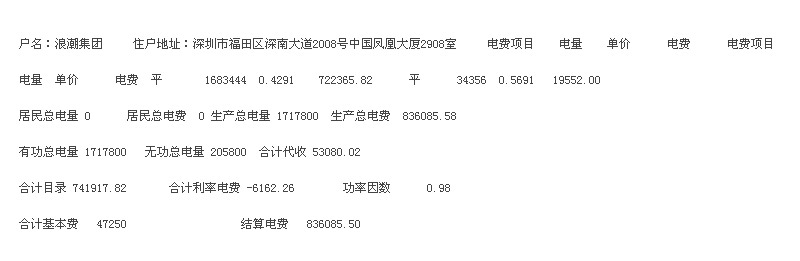 户名：浪潮集团 住户地址：深圳市福田区深南大道2008号中国凤凰大厦2908室 电费项目 电量 单价 电费 电费项目
电量 单价 电费 平 1683444 0.4291 722365.82 平 34356 0.5691 19552.00
居民总电量 0 居民总电费 0 生产总电量 1717800 生产总电费 836085.58
有功总电量 1717800 无功总电量 205800 合计代收 53080.02
合计目录 741917.82 合计利率电费 -6162.26 功率因数 0.98
合计基本费 47250 结算电费 836085.50